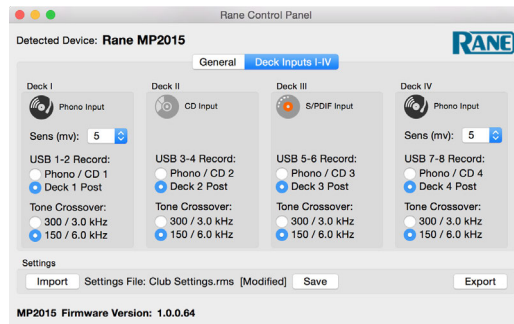 Rane Control Panel
Detected Device: Rane MP2015
RANE
General Deck Inputs I-IV
Deck I Deck II Deck III Deck IV
Phono Input CD Input S/PDIF Input Phono Input
Sens (mv): 5 Sens (mv): 5
USB 1-2 Record: USB 3-4 Record: USB 5-6 Record: USB 7-8 Record:
Phono / CD 1 Phono / CD 2 Phono / CD 3 Phono / CD 4
Deck 1 Post Deck 2 Post Deck 3 Post Deck 4 Post
Tone Crossover: Tone Crossover: Tone Crossover: Tone Crossover:
300 / 3.0 kHz 300 / 3.0 kHz 300 / 3.0 kHz 300 / 3.0 kHz
150 / 6.0 kHz 150 / 6.0 kHz 150 / 6.0 kHz 150 / 6.0 kHz
Settings
Import Settings File: Club Settings.rms [Modified] Save Export
MP2015 Firmware Version: 1.0.0.64